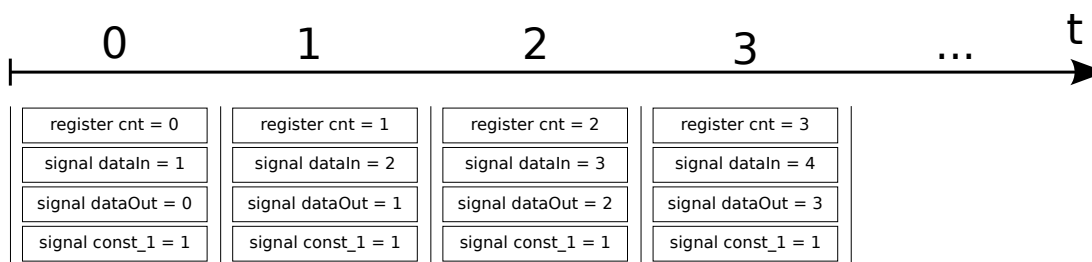 0 1 2 3 ... t
register cnt = 0 register cnt = 1 register cnt = 2 register cnt = 3
signal dataIn = 1 signal dataIn = 2 signal dataIn = 3 signal dataIn = 4
signal dataOut = 0 signal dataOut = 1 signal dataOut = 2 signal dataOut = 3
signal const_1 = 1 signal const_1 = 1 signal const_1 = 1 signal const_1 = 1